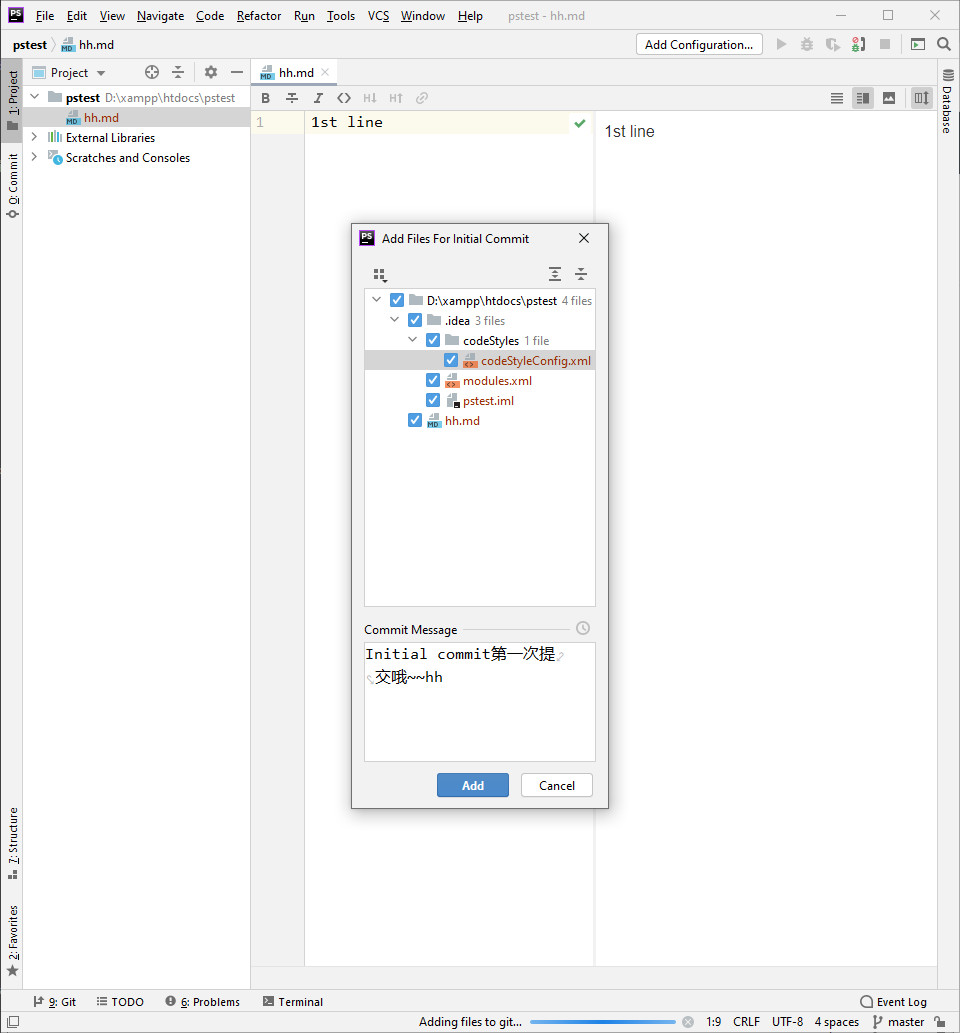 PS File Edit View Navigate Code Refactor Run Tools VCS Window Help pstest - hh.md
pstest hh.md Add Configuration...
1: Project
Project
hh.md
pstest D:\xampp\htdocs\pstest
hh.md
External Libraries
Scratches and Consoles
0: Commit
B I H↓ H↑
1 1st line
1st line
Database
PS Add Files For Initial Commit
D:\xampp\htdocs\pstest 4 files
.idea 3 files
codeStyles 1 file
codeStyleConfig.xml
modules.xml
pstest.iml
MD hh.md
Commit Message
Initial commit第一次提
交哦~~hh
Add Cancel
7: Structure
2: Favorites
9: Git TODO 6: Problems Terminal Event Log
Adding files to git... 1:9 CRLF UTF-8 4 spaces master